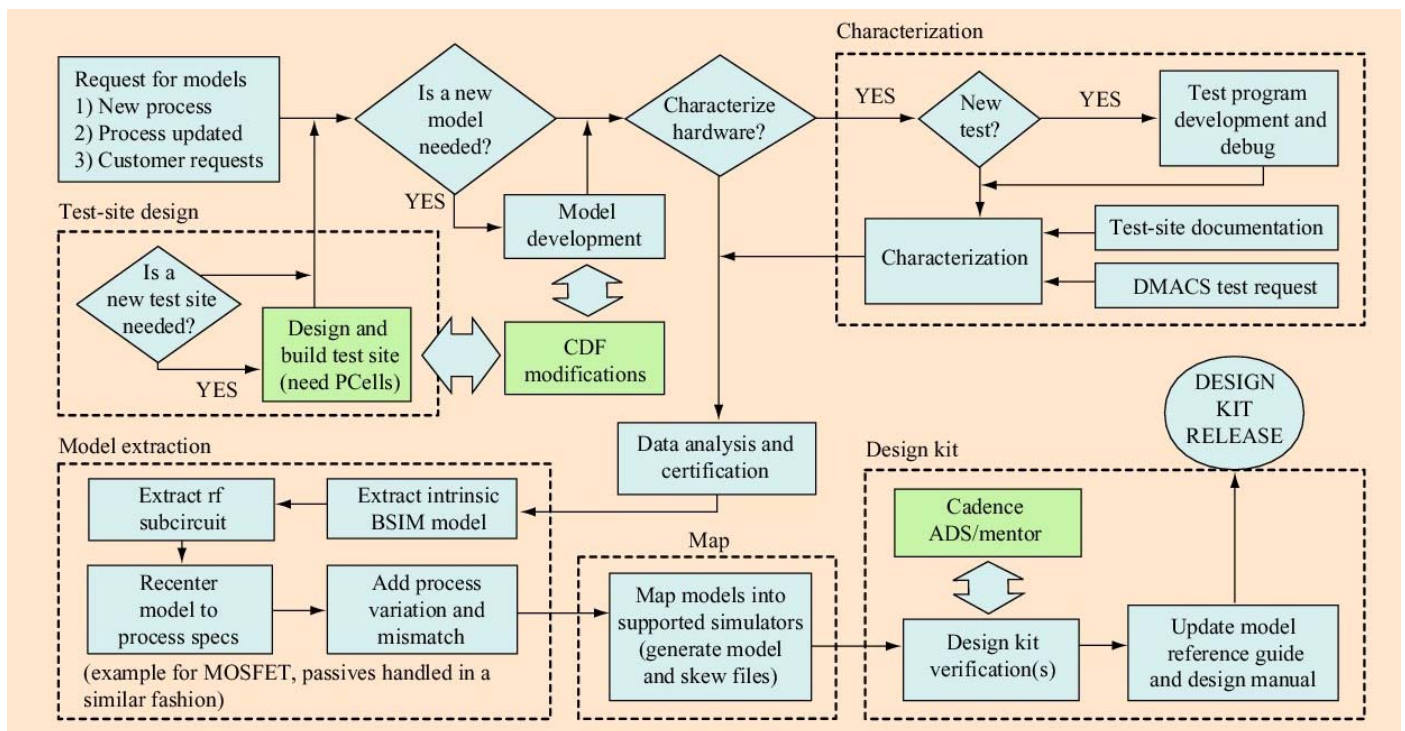 Request for models
1) New process
2) Process updated
3) Customer requests
Is a new
model
needed?
YES
Model
development
Characterize
hardware?
YES
Characterization
New
test?
YES
Test program
development and
debug
Characterization
Test-site documentation
DMACS test request
Test-site design
Is a
new test site
needed?
YES
Design and
build test site
(need PCells)
CDF
modifications
Data analysis and
certification
Model extraction
Extract intrinsic
BSIM model
Extract rf
subcircuit
Recenter
model to
process specs
Add process
variation and
mismatch
(example for MOSFET, passives handled in a
similar fashion)
Map
Map models into
supported simulators
(generate model
and skew files)
Design kit
Cadence
ADS/mentor
Design kit
verification(s)
Update model
reference guide
and design manual
DESIGN
KIT
RELEASE